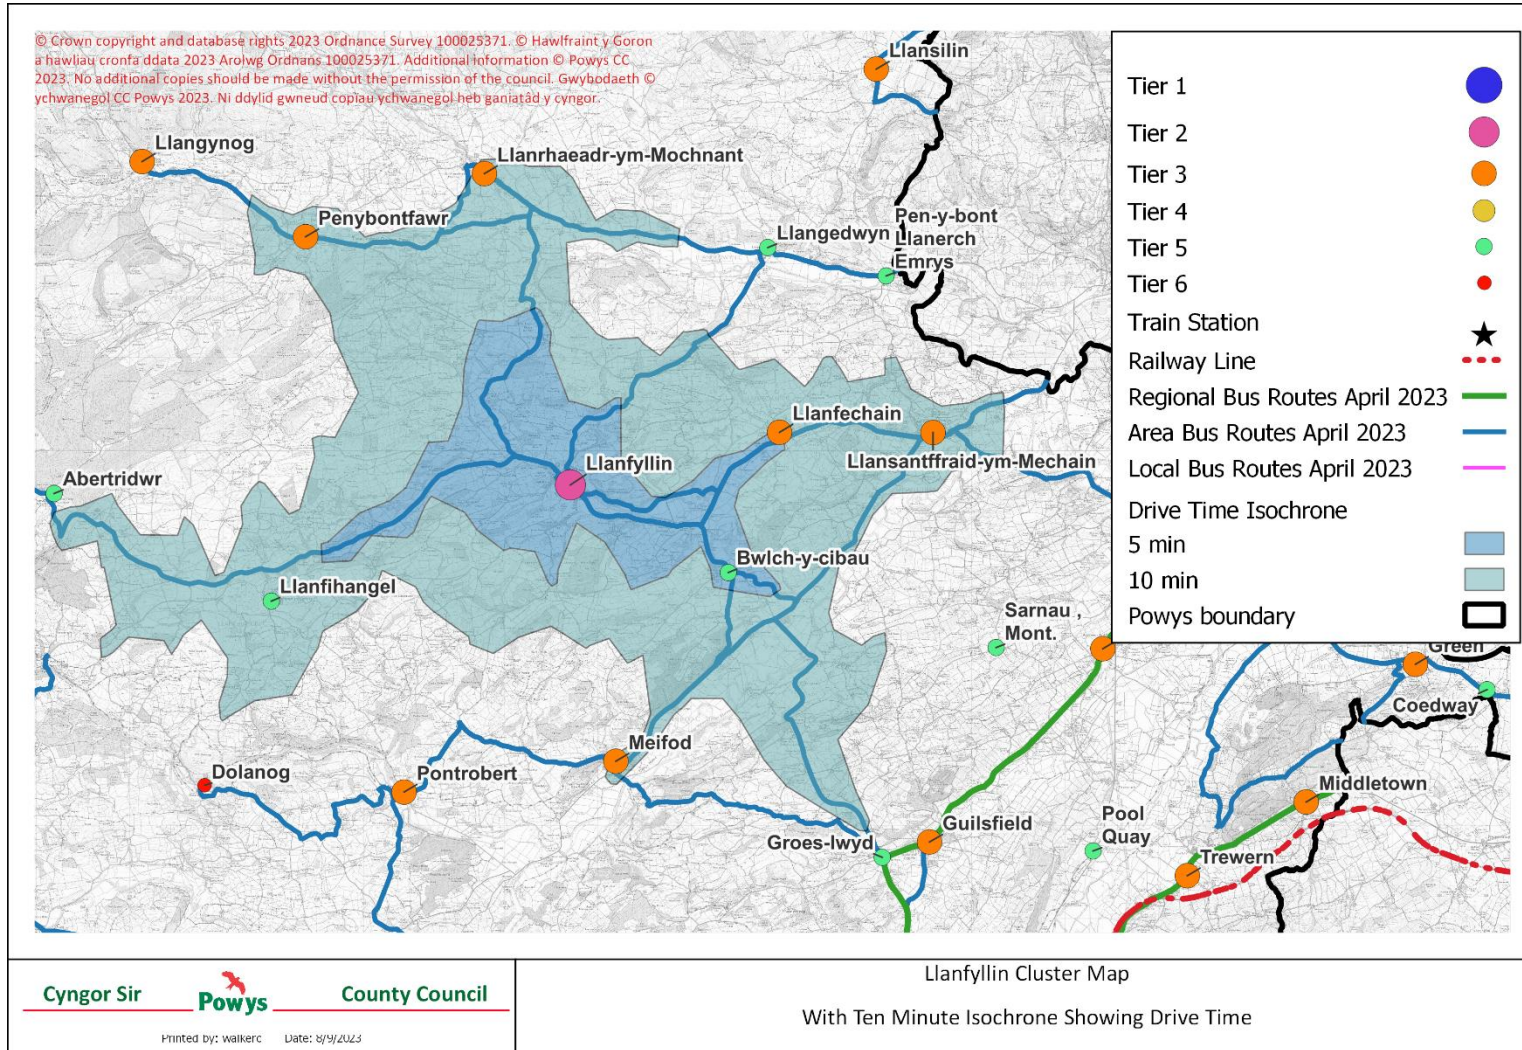 © Crown copyright and database rights 2023 Ordnance Survey 100025371. © Hawlfraint y Goron
a hawliau cronfa ddata 2023 Arolwg Ordnans 100025371. Additional information © Powys CC
2023. No additional copies should be made without the permission of the council. Gwybodaeth ©
ychwanegol CC Powys 2023. Ni ddylid gwneud copïau ychwanegol heb ganiatâd y cyngor.
Llansilin
Llangynog
Llanrhaeadr-ym-Mochnant
Penybontfawr
Llangedwyn
Pen-y-bont
Llanerch
Emrys
Llanfechain
Llansantffraid-ym-Mechain
Llanfyllin
Abertridwr
Bwlch-y-cibau
Llanfihangel
Sarnau ,
Mont.
Green
Coedway
Meifod
Dolanog
Pontrobert
Middletown
Guilsfield
Groes-lwyd
Pool
Quay
Trewern
Tier 1
Tier 2
Tier 3
Tier 4
Tier 5
Tier 6
Train Station
Railway Line
Regional Bus Routes April 2023
Area Bus Routes April 2023
Local Bus Routes April 2023
Drive Time Isochrone
5 min
10 min
Powys boundary
Cyngor Sir Powys County Council
Printed by: walkerc Date: 8/9/2023
Llanfyllin Cluster Map
With Ten Minute Isochrone Showing Drive Time